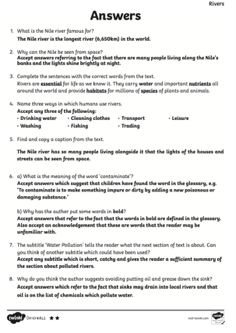 Rivers
Answers
1. What is the Nile river famous for?
The Nile river is the longest river (6,650km) in the world.
2. Why can the Nile be seen from space?
Accept answers referring to the fact that there are many people living along the Nile's
banks and the lights shine brightly at night.
3. Complete the sentences with the correct words from the text.
Rivers are essential for life as we know it. They carry water and important nutrients all
around the world and provide habitats for millions of species of plants and animals.
4. Name three ways in which humans use rivers.
Accept any three of the following:
• Drinking water • Cleaning clothes • Transport • Leisure
• Washing • Fishing • Trading
5. Find and copy a caption from the text.
The Nile river has so many people living alongside it that the lights of the houses and
streets can be seen from space.
6. a) What is the meaning of the word 'contaminate'?
Accept answers which suggest that children have found the word in the glossary, e.g.
"To contaminate is to make something impure or dirty by adding a new poisonous or
damaging substance."
b) Why has the author put some words in bold?
Accept answers that refer to the fact that the words in bold are defined in the glossary.
Also accept an acknowledgement that these are words that the reader may be
unfamiliar with.
7. The subtitle 'Water Pollution' tells the reader what the next section of text is about. Can
you think of another subtitle which could have been used?
Accept any subtitle which is short, catchy and gives the reader a sufficient summary of
the section about polluted rivers.
8. Why do you think the author suggests avoiding putting oil and grease down the sink?
Accept answers which refer to the fact that sinks may drain into local rivers and that
oil is on the list of chemicals which pollute water.
twinkl ORIGINALS